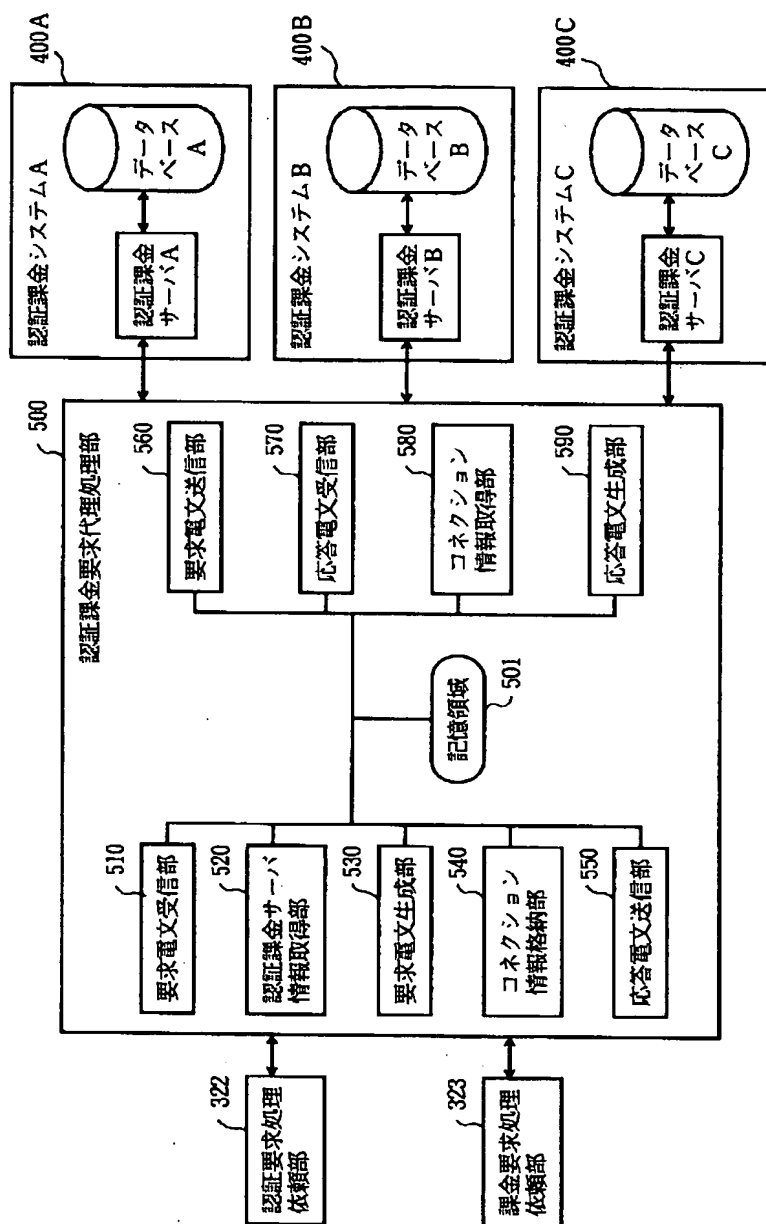 322
認証要求処理
依頼部
323
課金要求処理
依頼部
500
認証課金要求代理処理部
510
要求電文受信部
520
認証課金サーバ
情報取得部
530
要求電文生成部
540
コネクション
情報格納部
550
応答電文送信部
記憶領域
501
560
要求電文送信部
570
応答電文受信部
580
コネクション
情報取得部
590
応答電文生成部
400A
認証課金システムA
認証課金
サーバA
データ
ベース
A
400B
認証課金システムB
認証課金
サーバB
データ
ベース
B
400C
認証課金システムC
認証課金
サーバC
データ
ベース
C